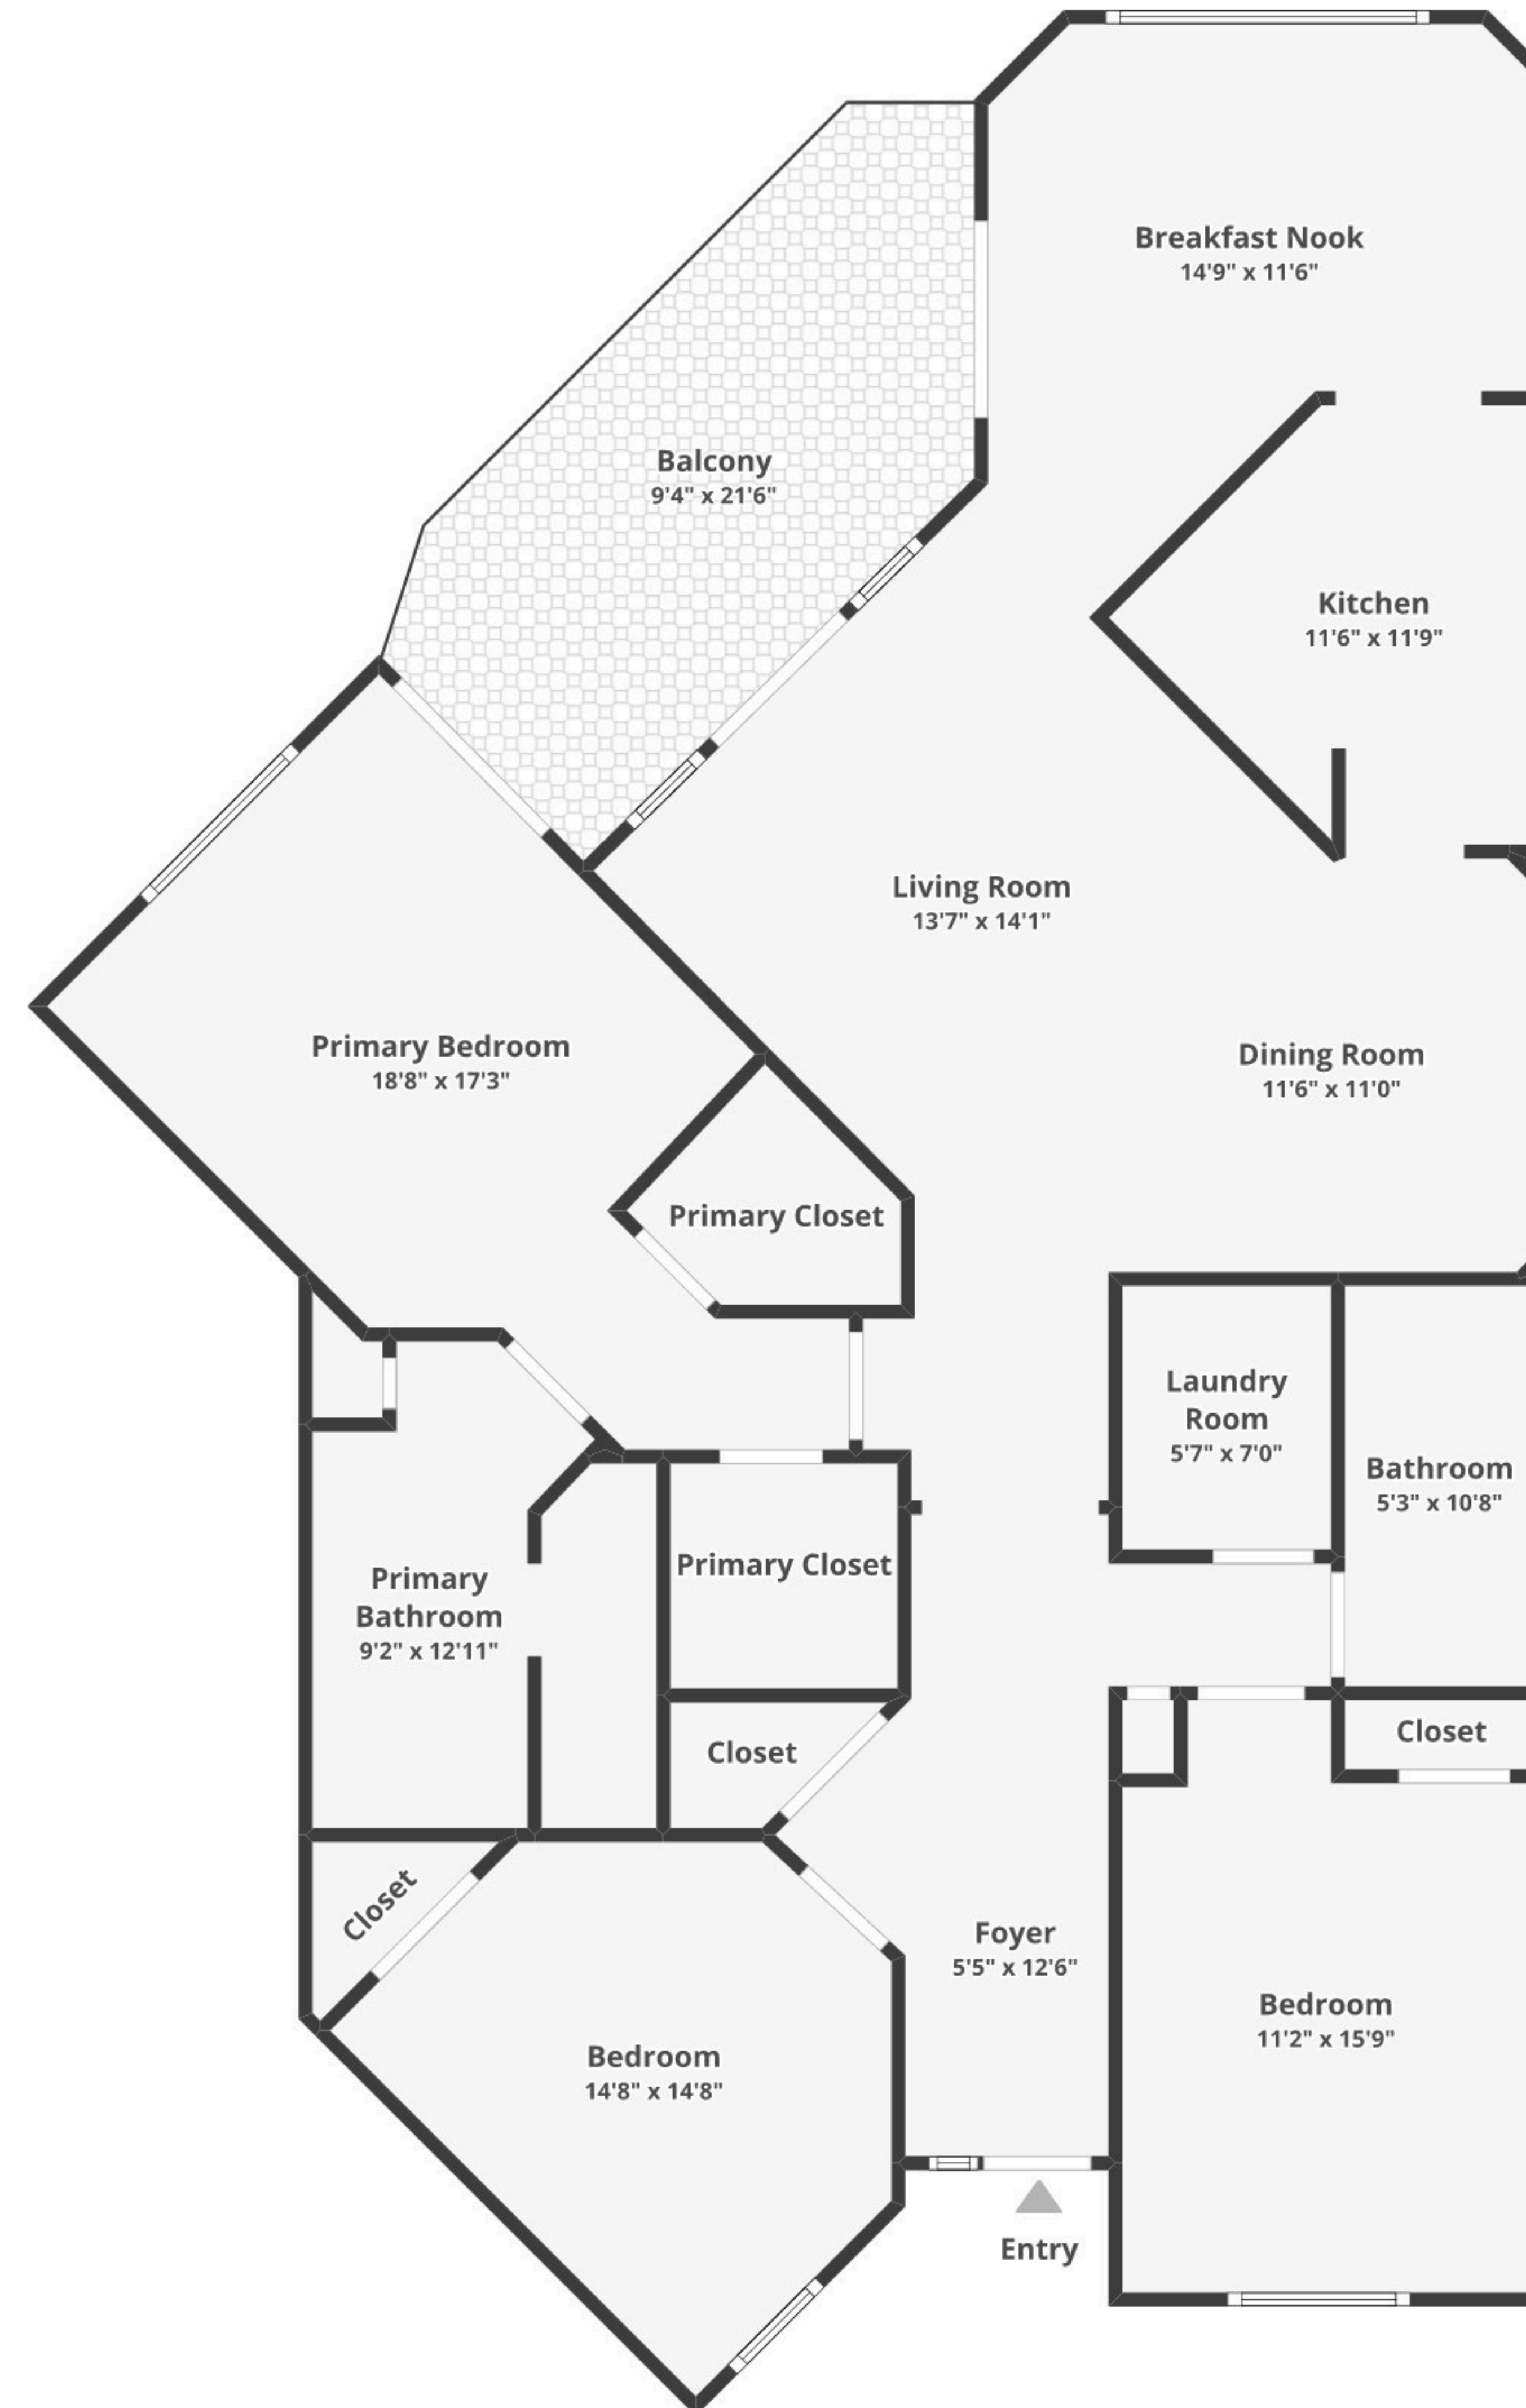 Breakfast Nook
14'9" x 11'6"
Balcony
9'4" x 21'6"
Kitchen
11'6" x 11'9"
Living Room
13'7" x 14'1"
Primary Bedroom
18'8" x 17'3"
Dining Room
11'6" x 11'0"
Primary Closet
Laundry
Room
5'7" x 7'0"
Bathroom
5'3" x 10'8"
Primary Closet
Primary
Bathroom
9'2" x 12'11"
Closet
Closet
Closet
Foyer
5'5" x 12'6"
Bedroom
11'2" x 15'9"
Bedroom
14'8" x 14'8"
Entry